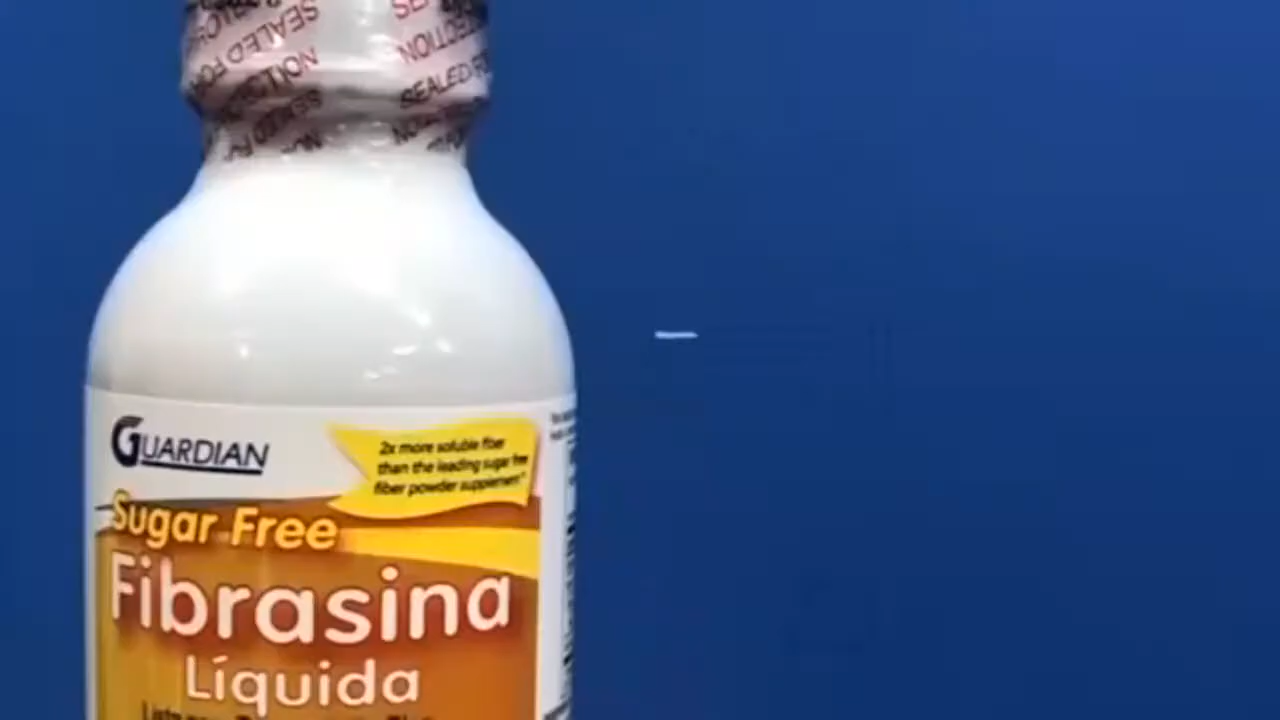 SEALED FOR
SEALED
GUARDIAN
2x more soluble fiber
than the leading sugar free
fiber powder supplement*
Sugar Free
Fibrasina
Líquida